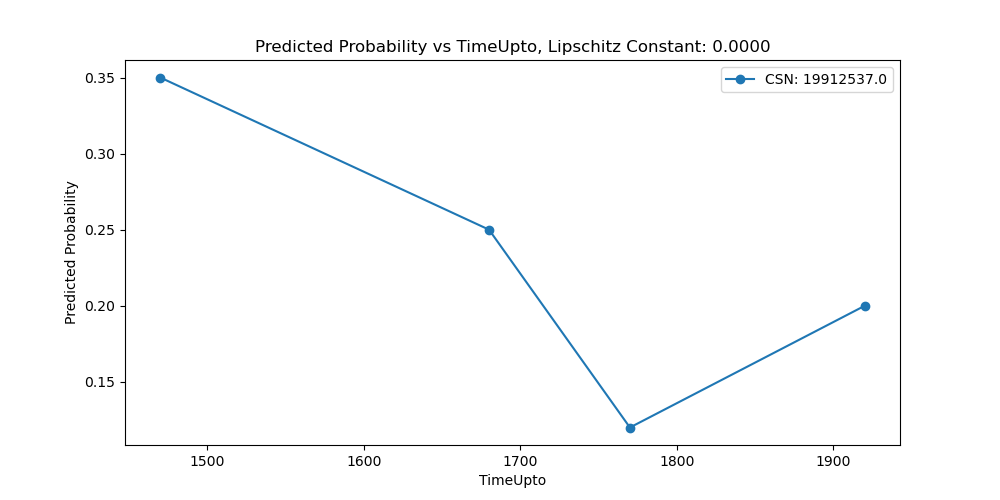 Predicted Probability vs TimeUpto, Lipschitz Constant: 0.0000
CSN: 19912537.0
Predicted Probability
0.35
0.30
0.25
0.20
0.15
1500 1600 1700 1800 1900
TimeUpto